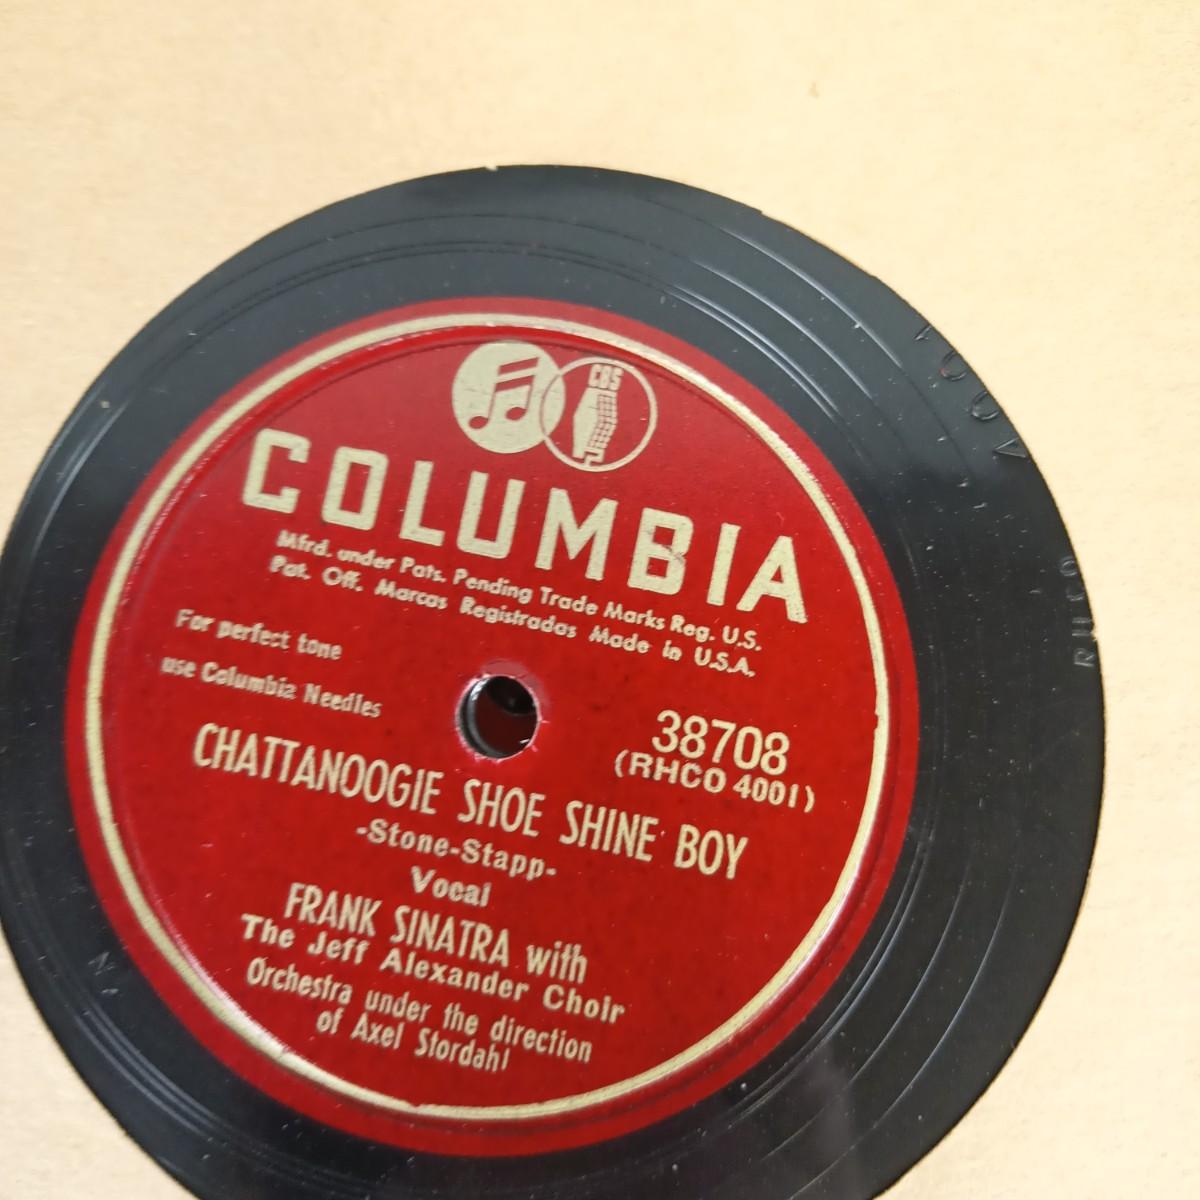 CBS
COLUMBIA
Mfrd. under Pats. Pending Trade Marks Reg. U.S.
Pat. Off. Marcas Registradas Made in U.S.A.
For perfect tone
use Columbia Needles
38708
(RHCO 4001)
CHATTANOOGIE SHOE SHINE BOY
-Stone-Stapp-
Vocal
FRANK SINATRA with
The Jeff Alexander Choir
Orchestra under the direction
of Axel Stordahl
RHCO